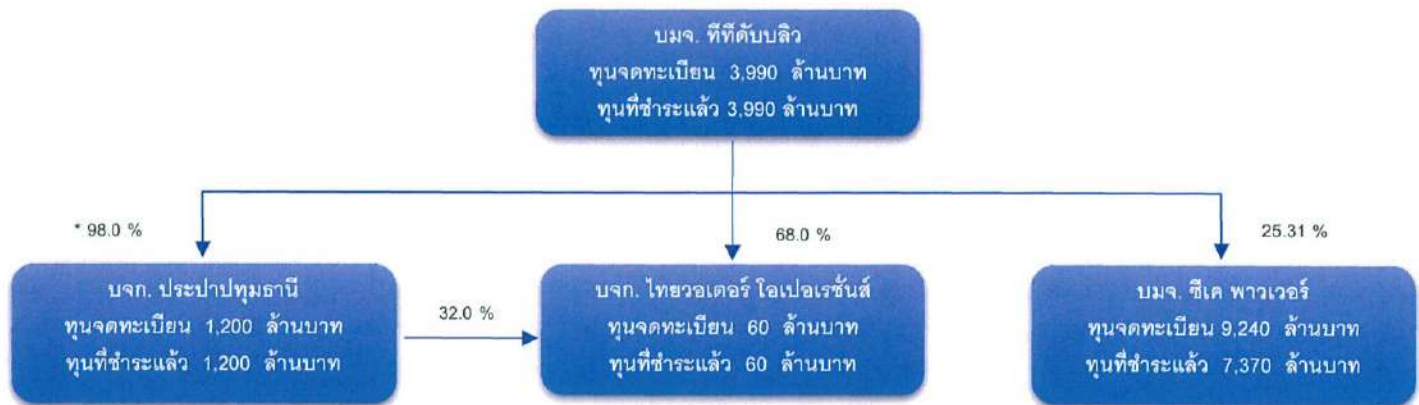 บมจ. ทีทีดับบลิว
ทุนจดทะเบียน 3,990 ล้านบาท
ทุนที่ชำระแล้ว 3,990 ล้านบาท
* 98.0 %
68.0 %
25.31 %
บจก. ประปาปทุมธานี
ทุนจดทะเบียน 1,200 ล้านบาท
ทุนที่ชำระแล้ว 1,200 ล้านบาท
32.0 %
บจก. ไทยวอเตอร์ โอเปอเรชั่นส์
ทุนจดทะเบียน 60 ล้านบาท
ทุนที่ชำระแล้ว 60 ล้านบาท
บมจ. ซีเค พาวเวอร์
ทุนจดทะเบียน 9,240 ล้านบาท
ทุนที่ชำระแล้ว 7,370 ล้านบาท